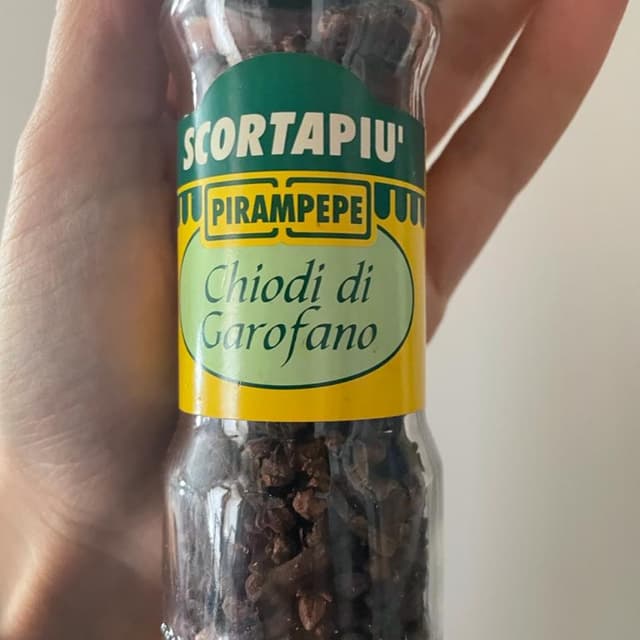 SCORTAPIU'
PIRAMPEPE
Chiodi di
Garofano